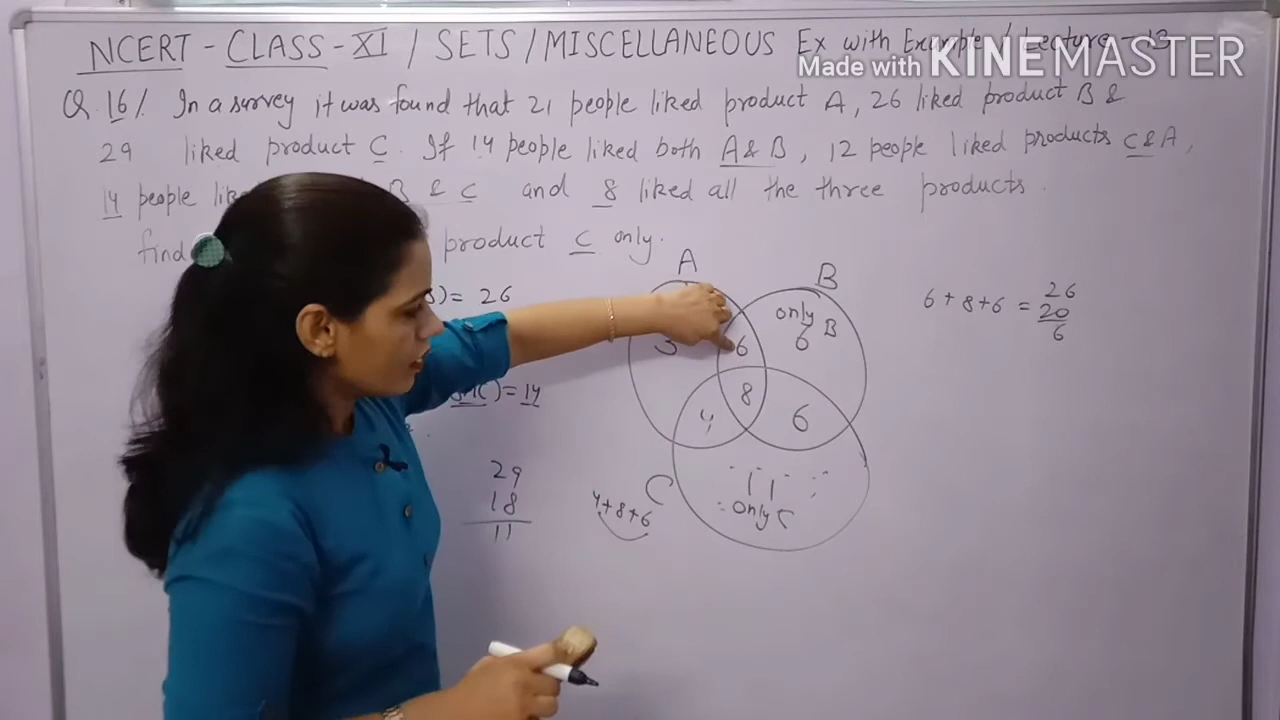 NCERT - CLASS - XI / SETS / MISCELLANEOUS Ex with Example / Lecture - 13
Made with KINEMASTER
Q. 16/. In a survey it was found that 21 people liked product A, 26 liked product B &
29 liked product C. If 14 people liked both A & B, 12 people liked products C & A,
14 people B & C and 8 liked all the three products.
find product C only.
A
B
)= 26
only B
6
6 + 8 + 6 = 26
20
6
6
8
)= 14
4
6
29
18
11
C
4+8+6
11
only C